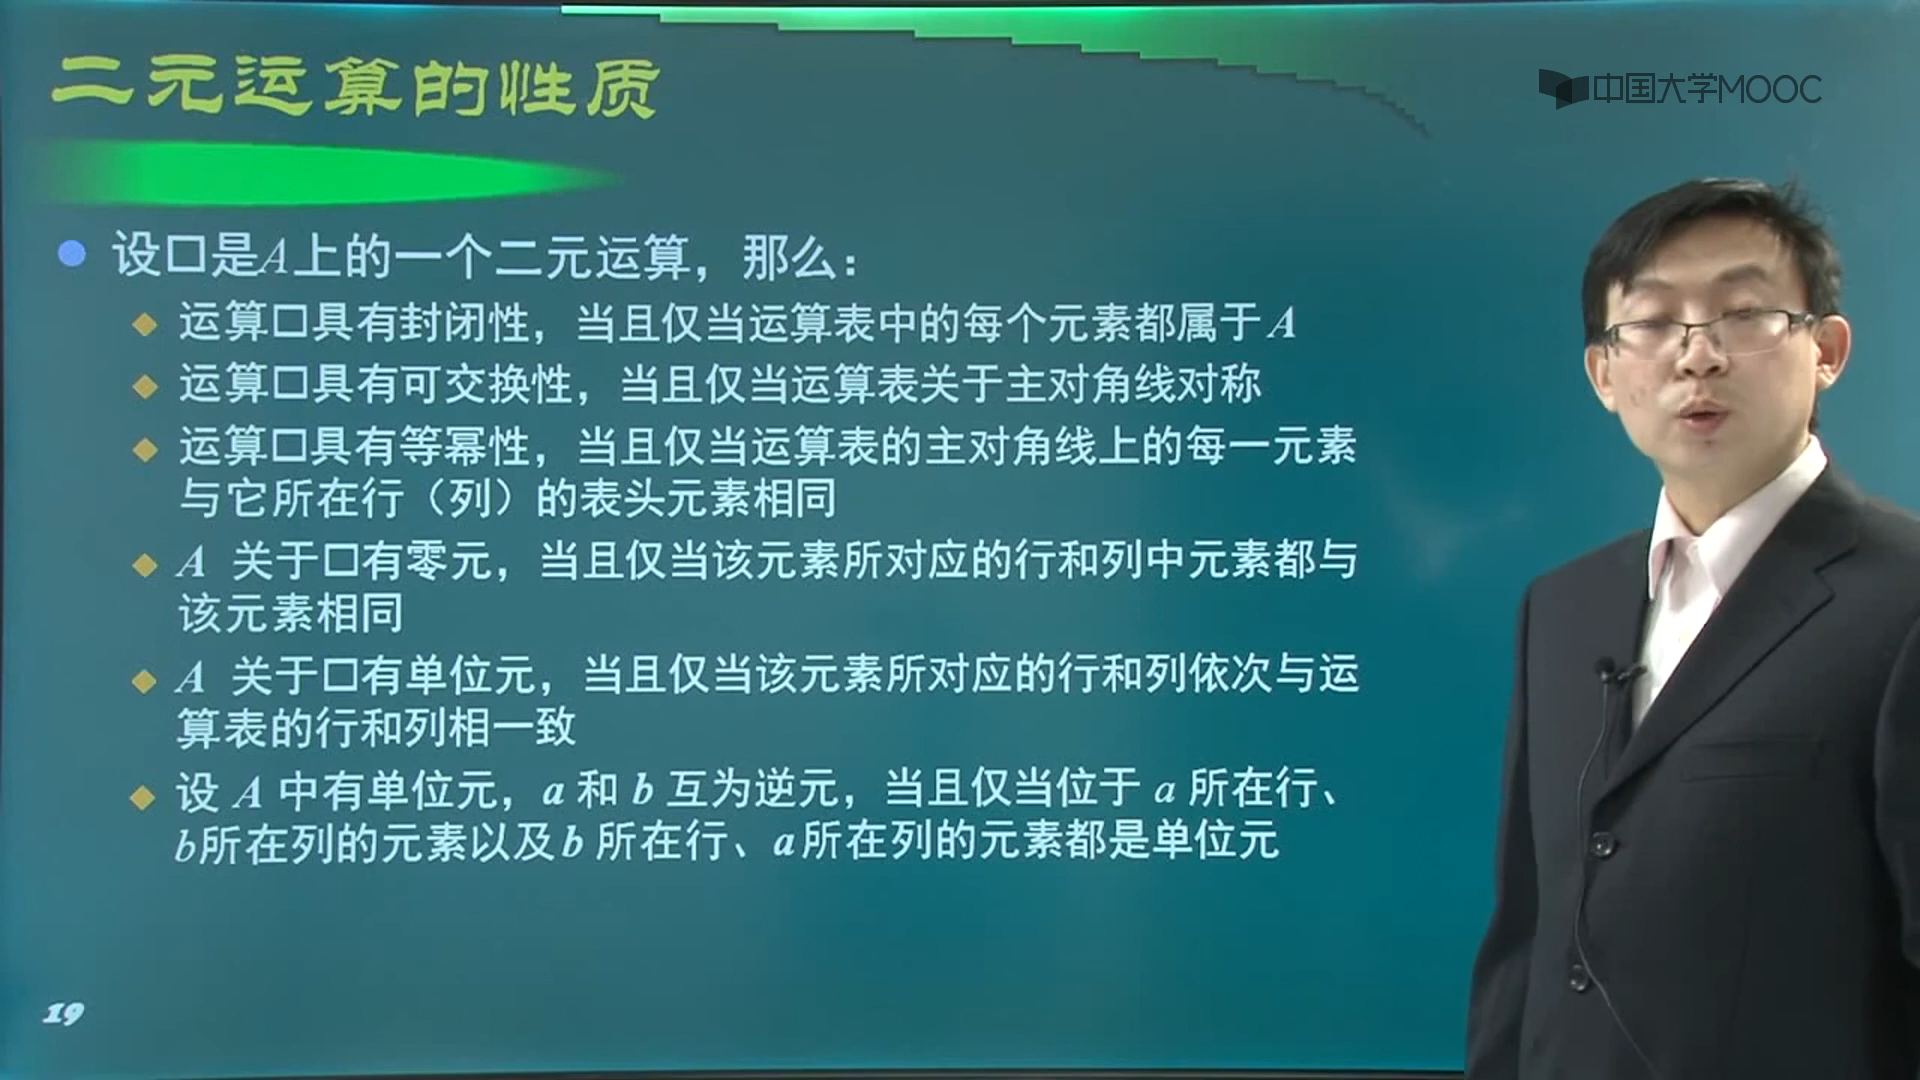 二元运算的性质
中国大学MOOC
设口是A上的一个二元运算，那么：
运算口具有封闭性，当且仅当运算表中的每个元素都属于A
运算口具有可交换性，当且仅当运算表关于主对角线对称
运算口具有等幂性，当且仅当运算表的主对角线上的每一元素
与它所在行（列）的表头元素相同
A 关于口有零元，当且仅当该元素所对应的行和列中元素都与
该元素相同
A 关于口有单位元，当且仅当该元素所对应的行和列依次与运
算表的行和列相一致
设 A 中有单位元，a 和 b 互为逆元，当且仅当位于 a 所在行、
b所在列的元素以及b 所在行、a所在列的元素都是单位元
19